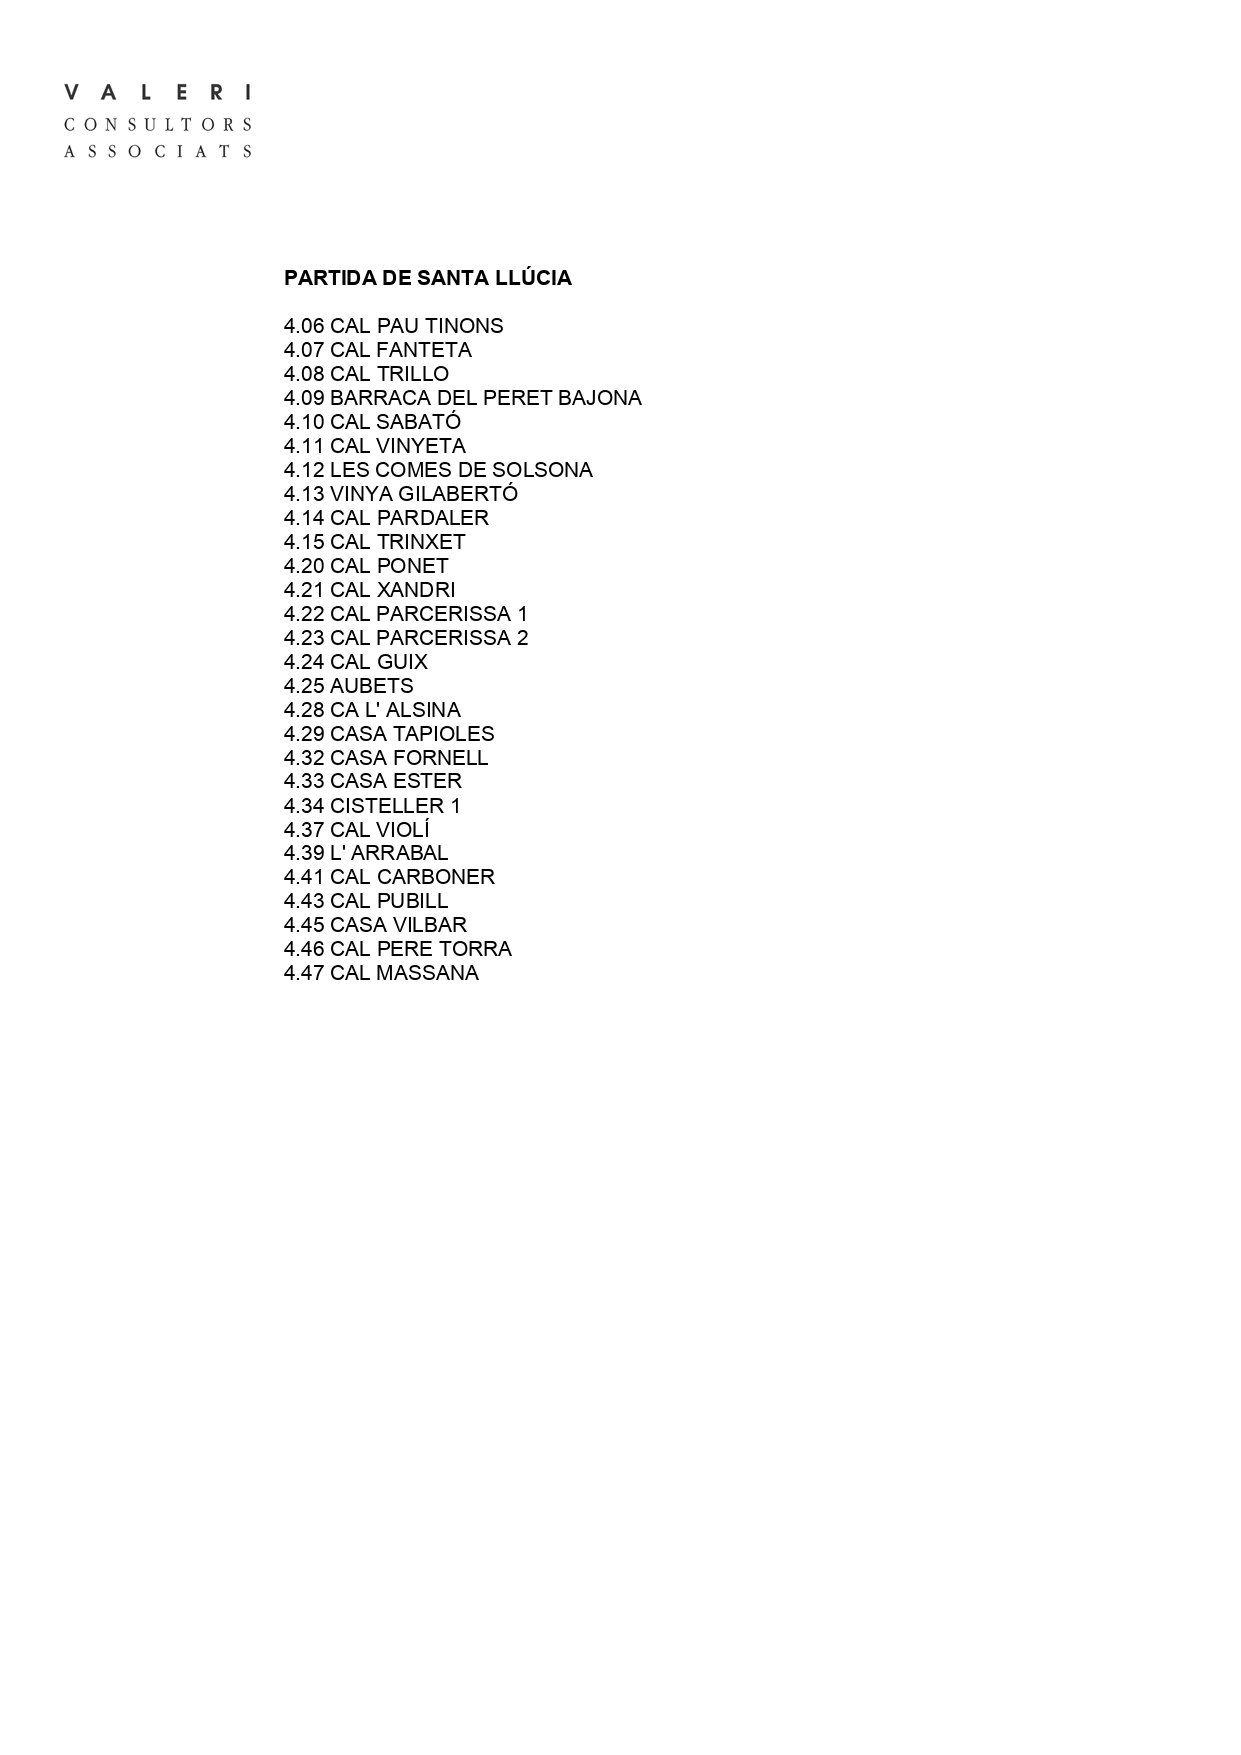 VALERI
CONSULTORS
ASSOCIATS
PARTIDA DE SANTA LLÚCIA
4.06 CAL PAU TINONS
4.07 CAL FANTETA
4.08 CAL TRILLO
4.09 BARRACA DEL PERET BAJONA
4.10 CAL SABATÓ
4.11 CAL VINYETA
4.12 LES COMES DE SOLSONA
4.13 VINYA GILABERTÓ
4.14 CAL PARDALER
4.15 CAL TRINXET
4.20 CAL PONET
4.21 CAL XANDRI
4.22 CAL PARCERISSA 1
4.23 CAL PARCERISSA 2
4.24 CAL GUIX
4.25 AUBETS
4.28 CA L' ALSINA
4.29 CASA TAPIOLES
4.32 CASA FORNELL
4.33 CASA ESTER
4.34 CISTELLER 1
4.37 CAL VIOLÍ
4.39 L' ARRABAL
4.41 CAL CARBONER
4.43 CAL PUBILL
4.45 CASA VILBAR
4.46 CAL PERE TORRA
4.47 CAL MASSANA